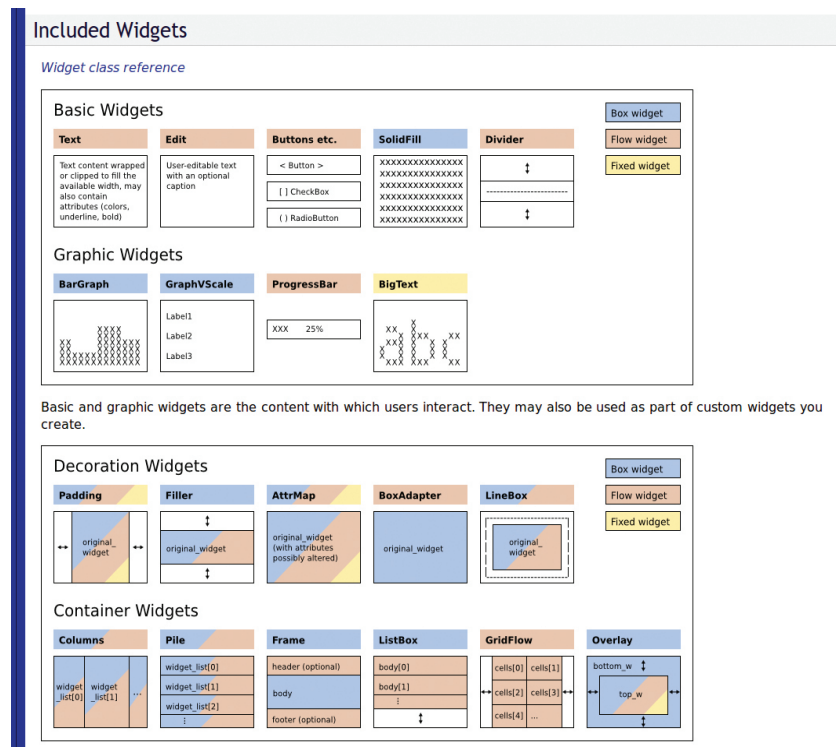 Included Widgets
Widget class reference
Basic Widgets
Box widget
Flow widget
Fixed widget
Text
Edit
Buttons etc.
SolidFill
Divider
Text content wrapped
or clipped to fill the
available width, may
also contain
attributes (colors,
underline, bold)
User-editable text
with an optional
caption
< Button >
[ ] CheckBox
( ) RadioButton
XXXXXXXXXXXXXXX
XXXXXXXXXXXXXXX
XXXXXXXXXXXXXXX
XXXXXXXXXXXXXXX
XXXXXXXXXXXXXXX
XXXXXXXXXXXXXXX
Graphic Widgets
BarGraph
GraphVScale
ProgressBar
BigText
Label1
Label2
Label3
XXX 25%
Basic and graphic widgets are the content with which users interact. They may also be used as part of custom widgets you
create.
Decoration Widgets
Box widget
Flow widget
Fixed widget
Padding
Filler
AttrMap
BoxAdapter
LineBox
original_
widget
original_widget
original_widget
(with attributes
possibly altered)
original_widget
original_
widget
Container Widgets
Columns
Pile
Frame
ListBox
GridFlow
Overlay
widget
_list[0]
widget
_list[1]
...
widget_list[0]
widget_list[1]
widget_list[2]
⋮
header (optional)
body
footer (optional)
body[0]
body[1]
⋮
cells[0] cells[1]
cells[2] cells[3]
cells[4] ...
bottom_w
top_w